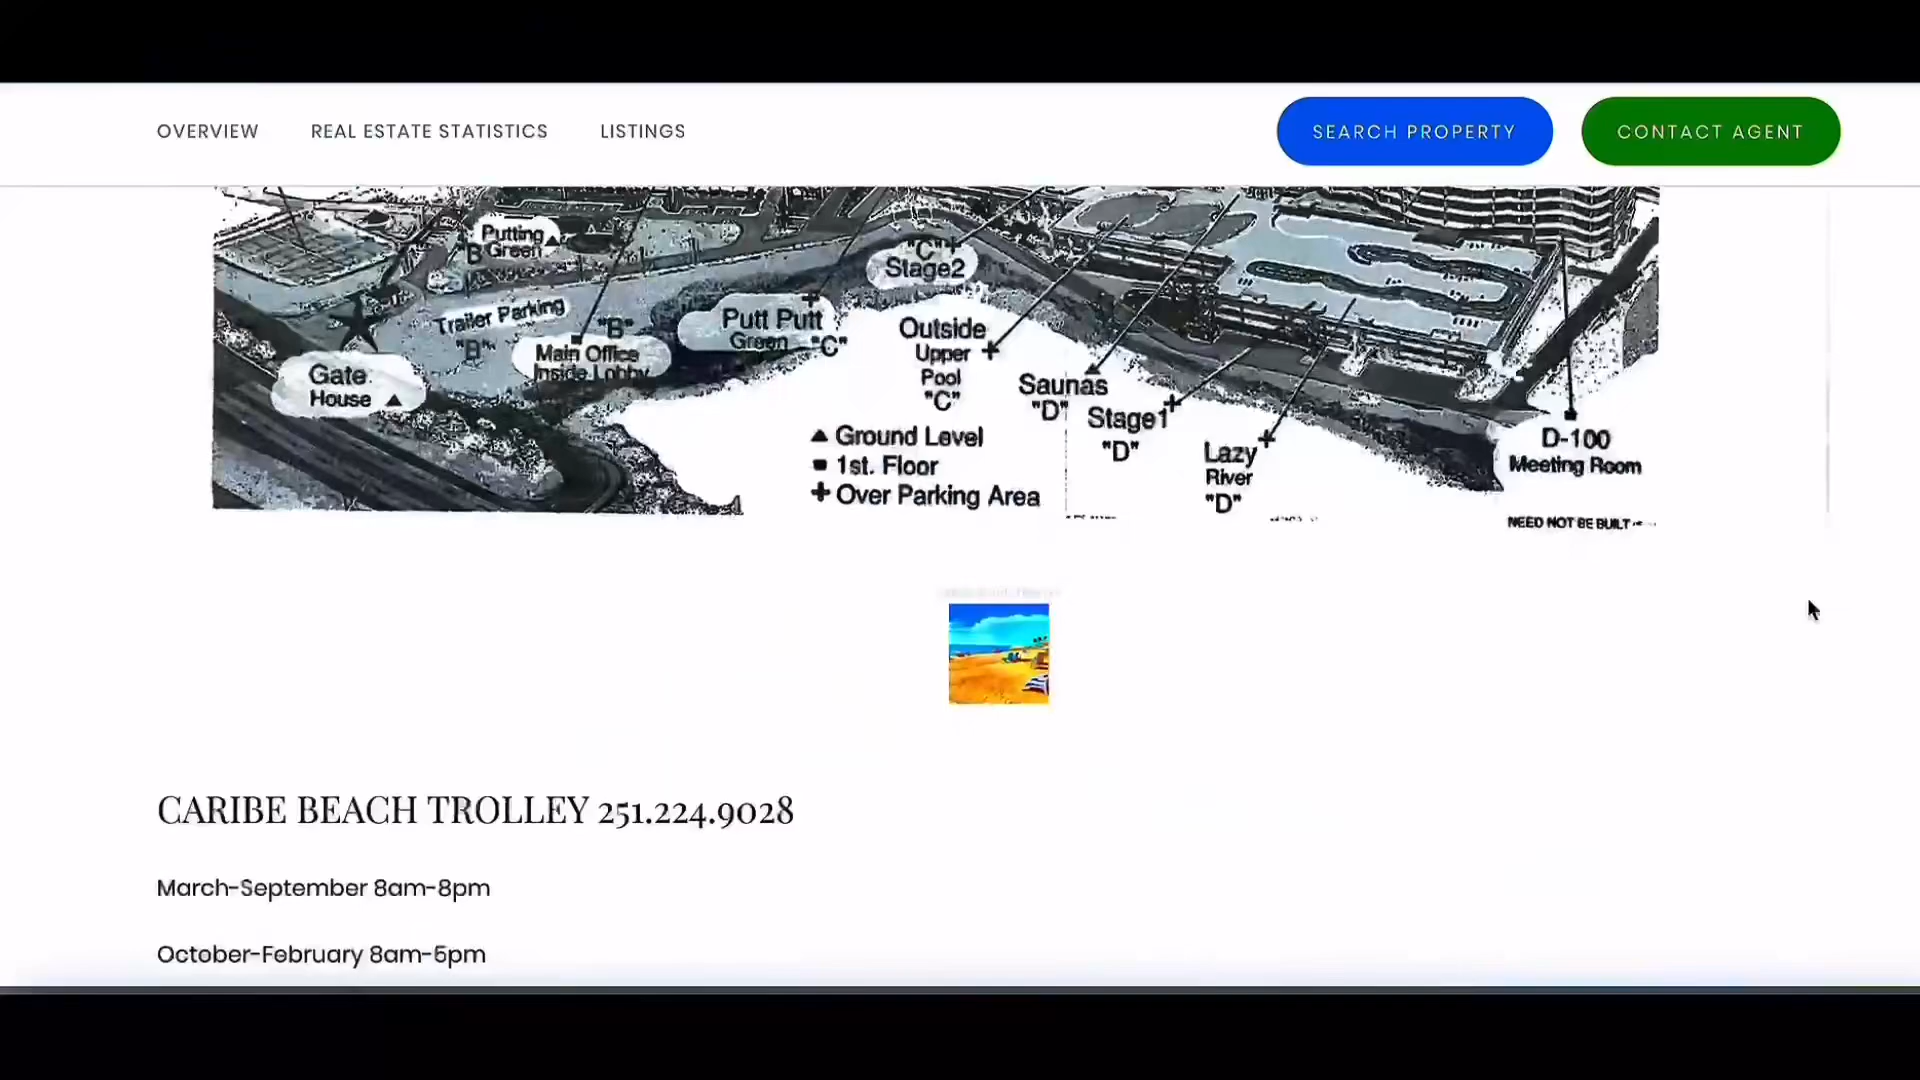 OVERVIEW
REAL ESTATE STATISTICS
LISTINGS
SEARCH PROPERTY
CONTACT AGENT
Putting
"B" Green
"C"
Stage2
Trailer Parking
"B"
"B"
Main Office
Inside Lobby
Putt Putt
Green "C"
Gate
House
Outside
Upper
Pool
"C"
Saunas
"D"
Stage1
"D"
Lazy
River
"D"
D-100
Meeting Room
Ground Level
1st. Floor
Over Parking Area
NEED NOT BE BUILT
CARIBE BEACH TROLLEY 251.224.9028
March-September 8am-8pm
October-February 8am-5pm